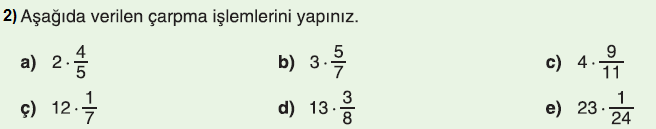 2) Aşağıda verilen çarpma işlemlerini yapınız.
a) 2 · 4/5 b) 3 · 5/7 c) 4 · 9/11
ç) 12 · 1/7 d) 13 · 3/8 e) 23 · 1/24